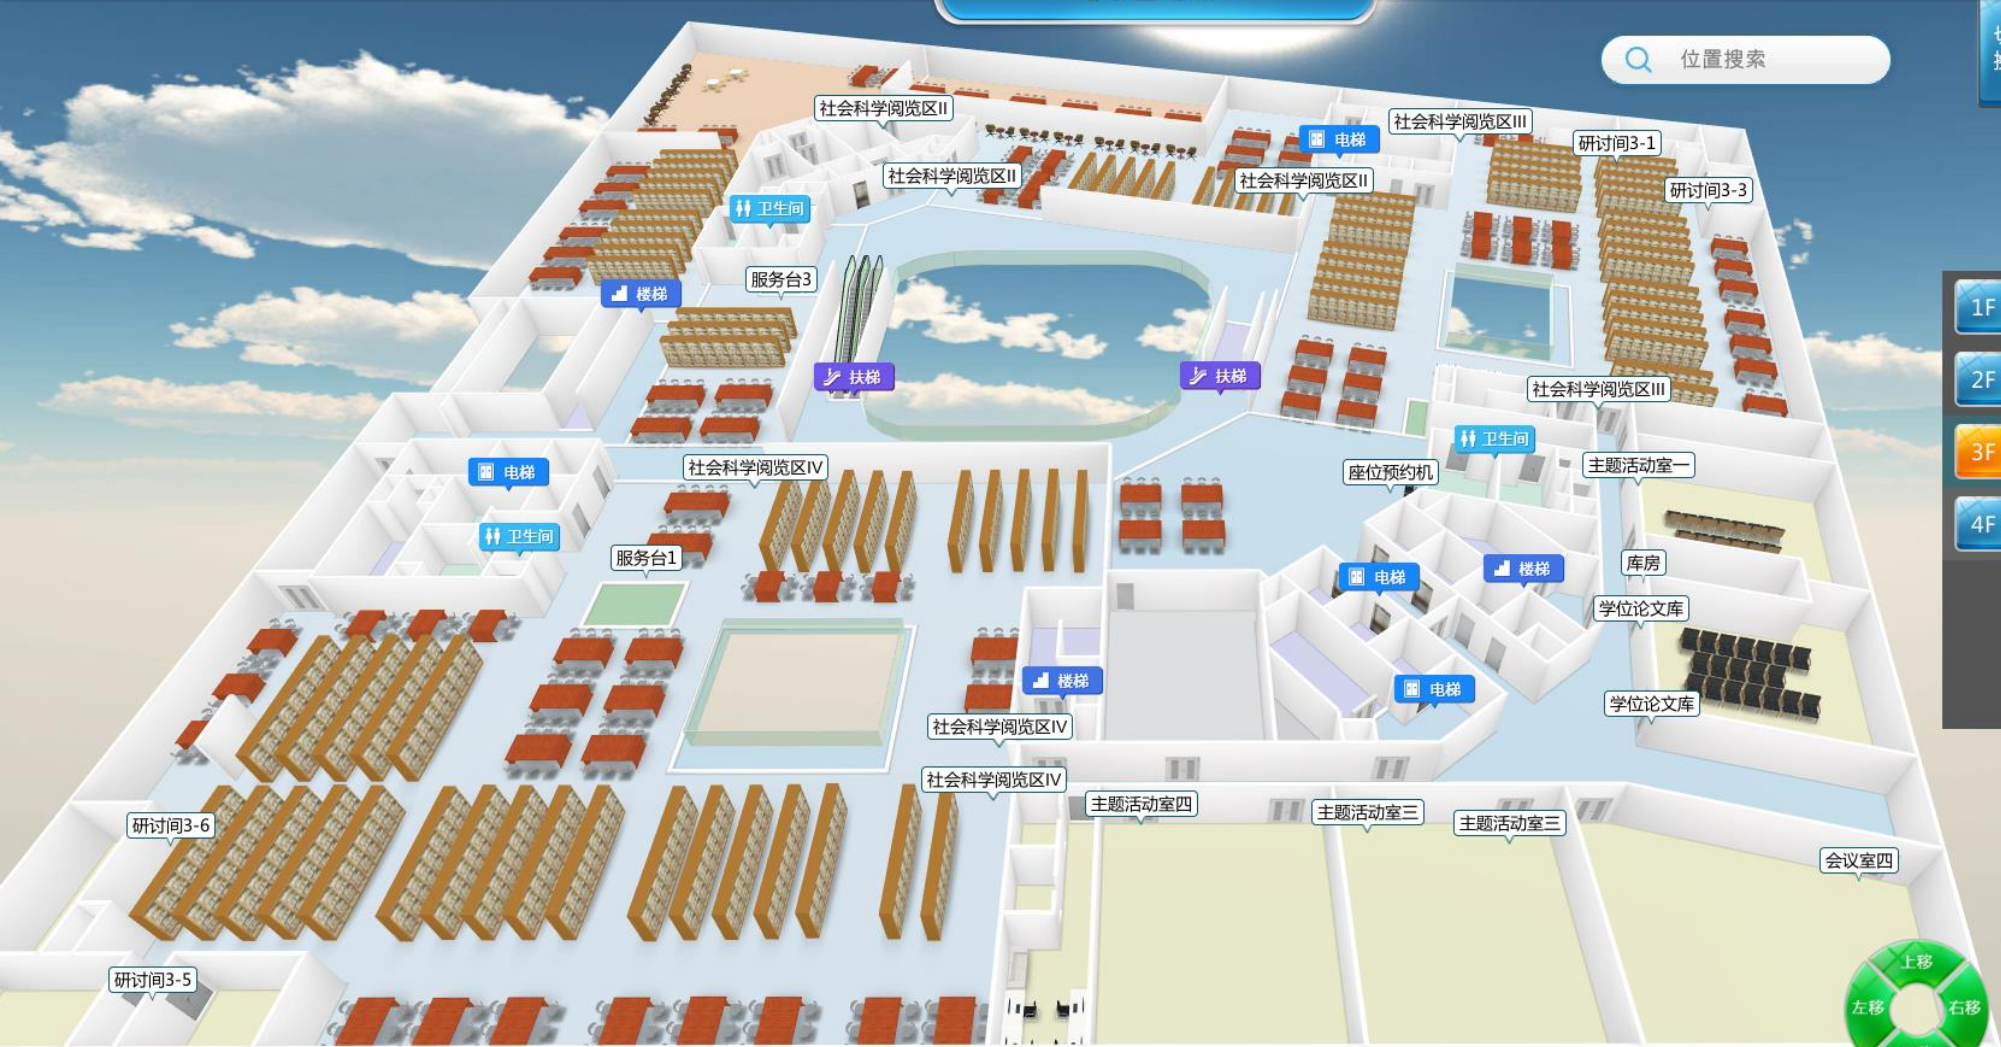 位置搜索
切
换
社会科学阅览区II
社会科学阅览区III
电梯
研讨间3-1
社会科学阅览区II
社会科学阅览区II
研讨间3-3
卫生间
服务台3
楼梯
1F
扶梯
扶梯
2F
社会科学阅览区III
卫生间
3F
社会科学阅览区IV
座位预约机
主题活动室一
电梯
4F
卫生间
服务台1
库房
电梯
楼梯
学位论文库
楼梯
电梯
学位论文库
社会科学阅览区IV
社会科学阅览区IV
主题活动室四
主题活动室三
主题活动室三
研讨间3-6
会议室四
上移
研讨间3-5
左移
右移